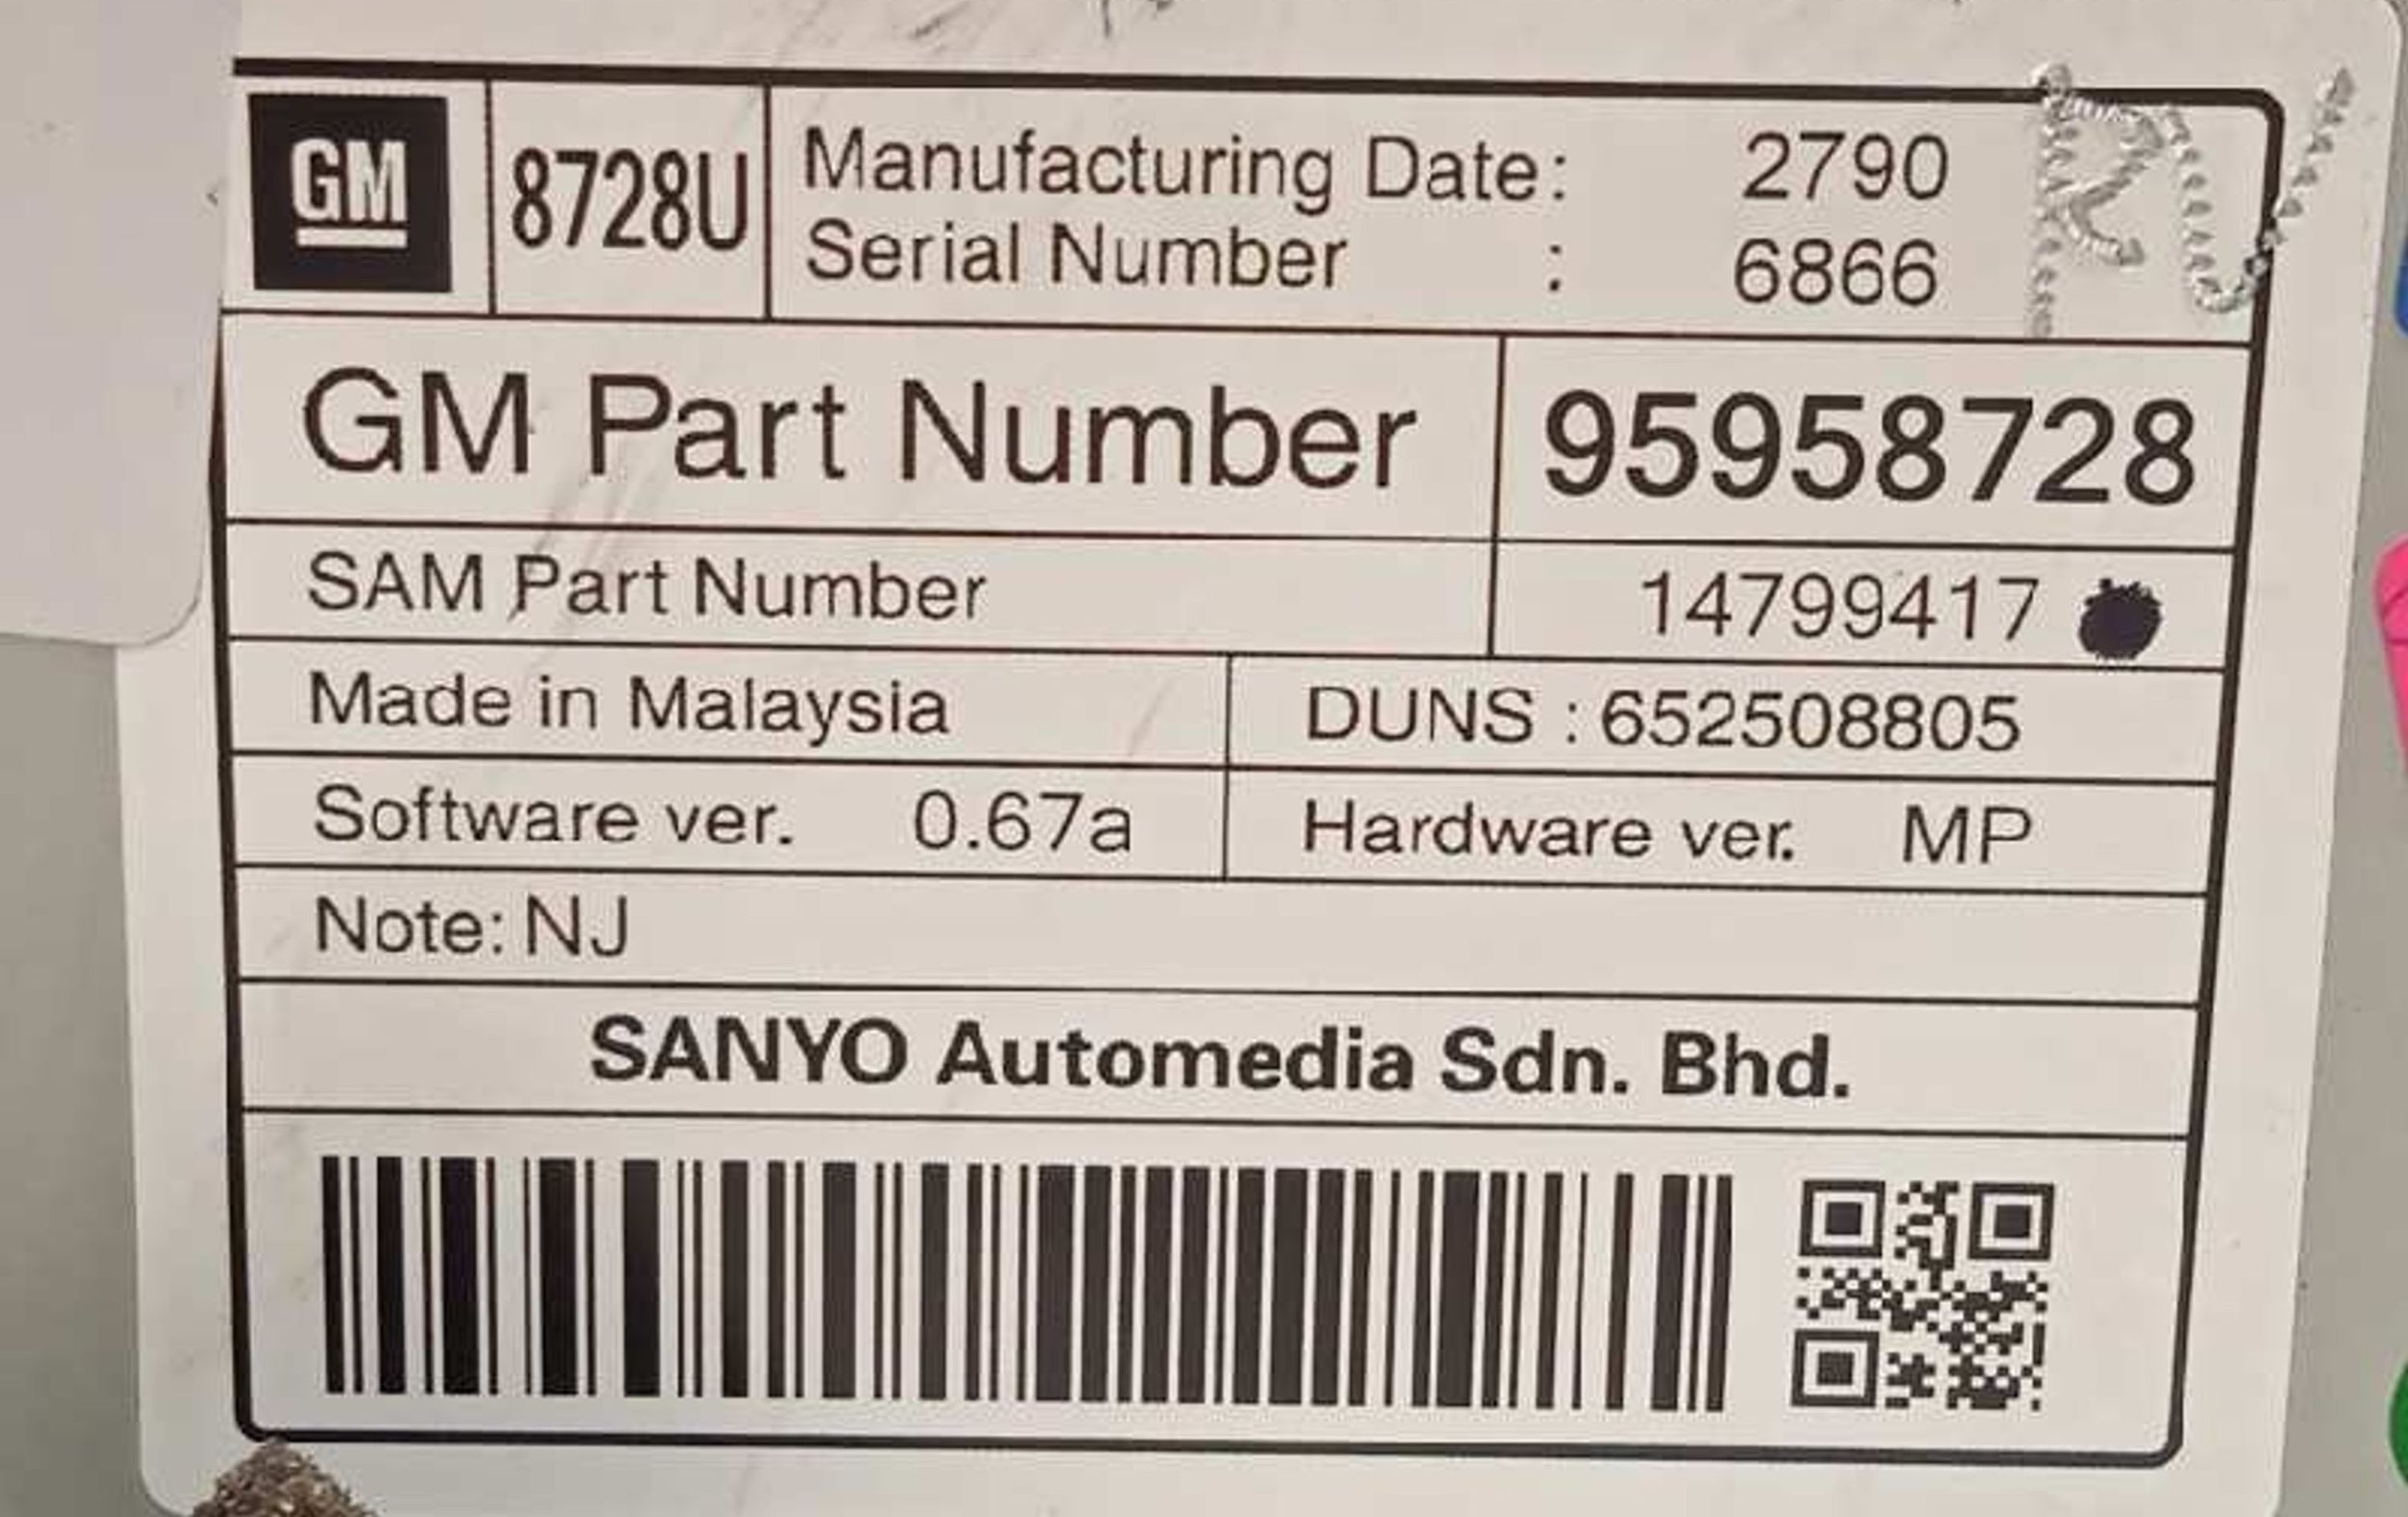 GM 8728U Manufacturing Date: 2790
Serial Number : 6866
GM Part Number 95958728
SAM Part Number 14799417
Made in Malaysia DUNS : 652508805
Software ver. 0.67a Hardware ver. MP
Note: NJ
SANYO Automedia Sdn. Bhd.